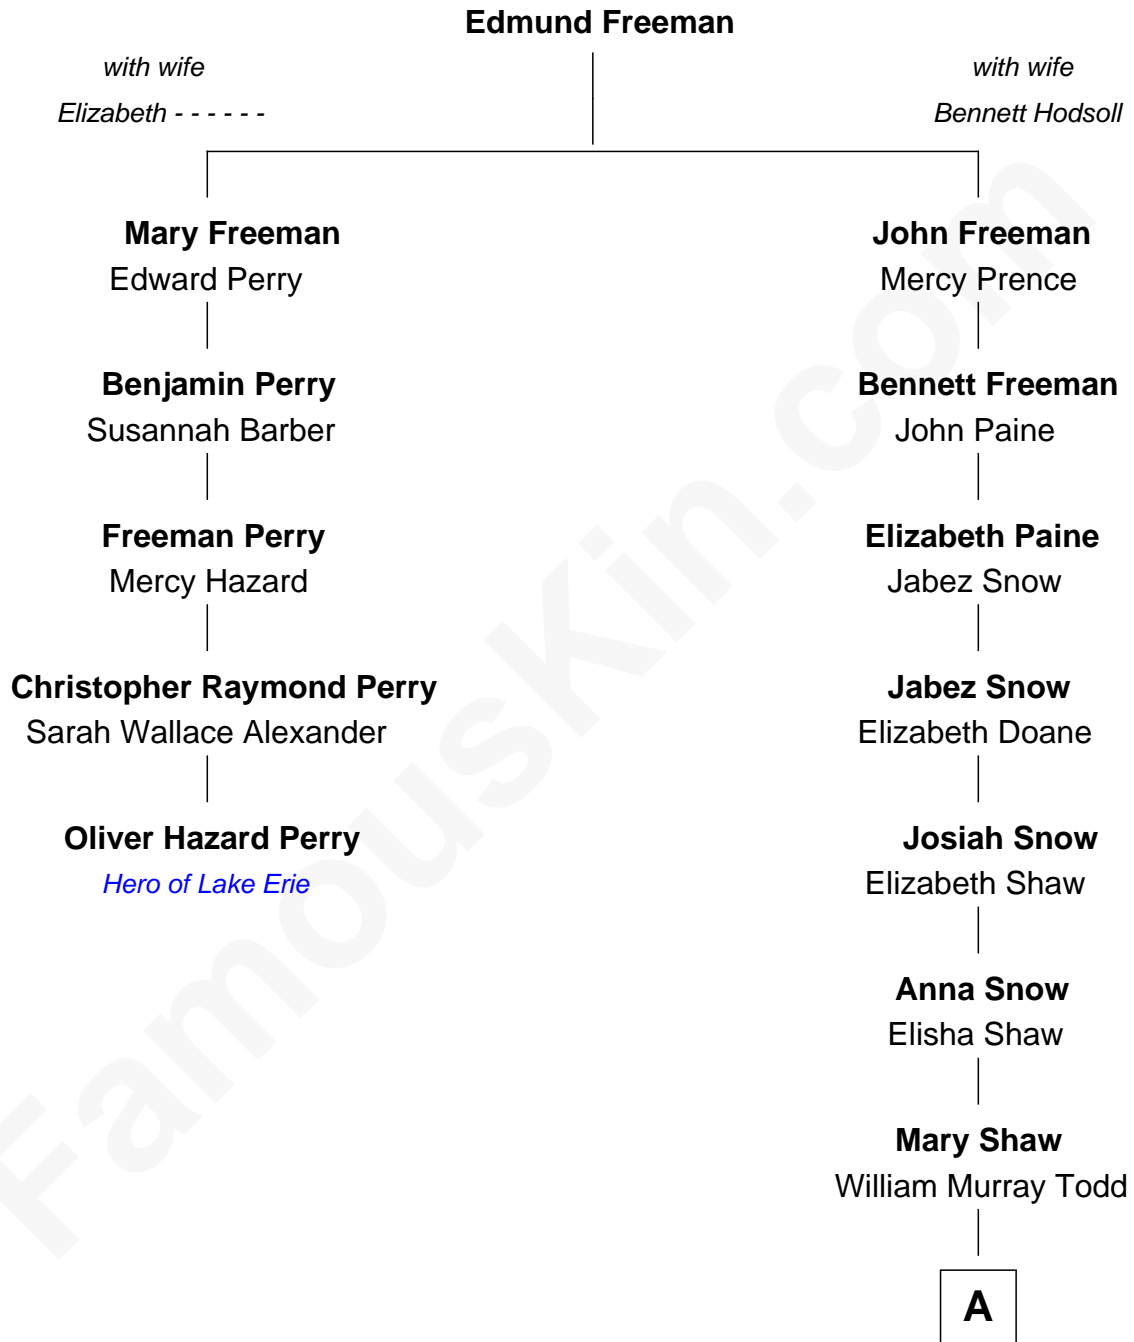 Edmund Freeman
with wife
Elizabeth - - - - - -
with wife
Bennett Hodsoll
Mary Freeman
Edward Perry
John Freeman
Mercy Prence
Benjamin Perry
Susannah Barber
Bennett Freeman
John Paine
Freeman Perry
Mercy Hazard
Elizabeth Paine
Jabez Snow
Christopher Raymond Perry
Sarah Wallace Alexander
Jabez Snow
Elizabeth Doane
Oliver Hazard Perry
Hero of Lake Erie
Josiah Snow
Elizabeth Shaw
Anna Snow
Elisha Shaw
Mary Shaw
William Murray Todd
A
FamousKin.com